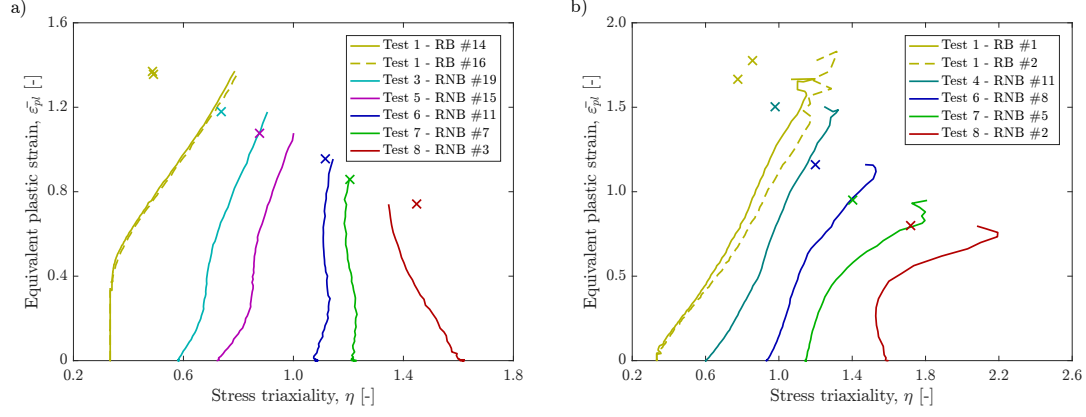 a)
1.6
1.2
0.8
0.4
0
Equivalent plastic strain, ε̄_pl [-]
0.2 0.6 1.0 1.4 1.8
Stress triaxiality, η [-]
Test 1 - RB #14
Test 1 - RB #16
Test 3 - RNB #19
Test 5 - RNB #15
Test 6 - RNB #11
Test 7 - RNB #7
Test 8 - RNB #3
b)
2.0
1.5
1.0
0.5
0
Equivalent plastic strain, ε̄_pl [-]
0.2 0.6 1.0 1.4 1.8 2.2 2.6
Stress triaxiality, η [-]
Test 1 - RB #1
Test 1 - RB #2
Test 4 - RNB #11
Test 6 - RNB #8
Test 7 - RNB #5
Test 8 - RNB #2